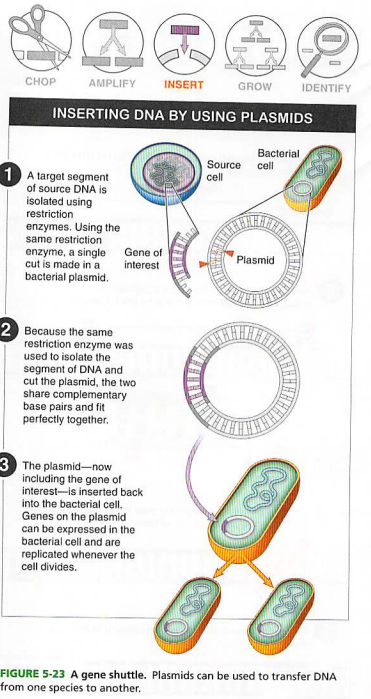 CHOP AMPLIFY INSERT GROW IDENTIFY
INSERTING DNA BY USING PLASMIDS
1
A target segment
of source DNA is
isolated using
restriction
enzymes. Using the
same restriction
enzyme, a single
cut is made in a
bacterial plasmid.
Source
cell
Bacterial
cell
Gene of
interest
Plasmid
2
Because the same
restriction enzyme was
used to isolate the
segment of DNA and
cut the plasmid, the two
share complementary
base pairs and fit
perfectly together.
3
The plasmid—now
including the gene of
interest—is inserted back
into the bacterial cell.
Genes on the plasmid
can be expressed in the
bacterial cell and are
replicated whenever the
cell divides.
FIGURE 5-23 A gene shuttle. Plasmids can be used to transfer DNA
from one species to another.